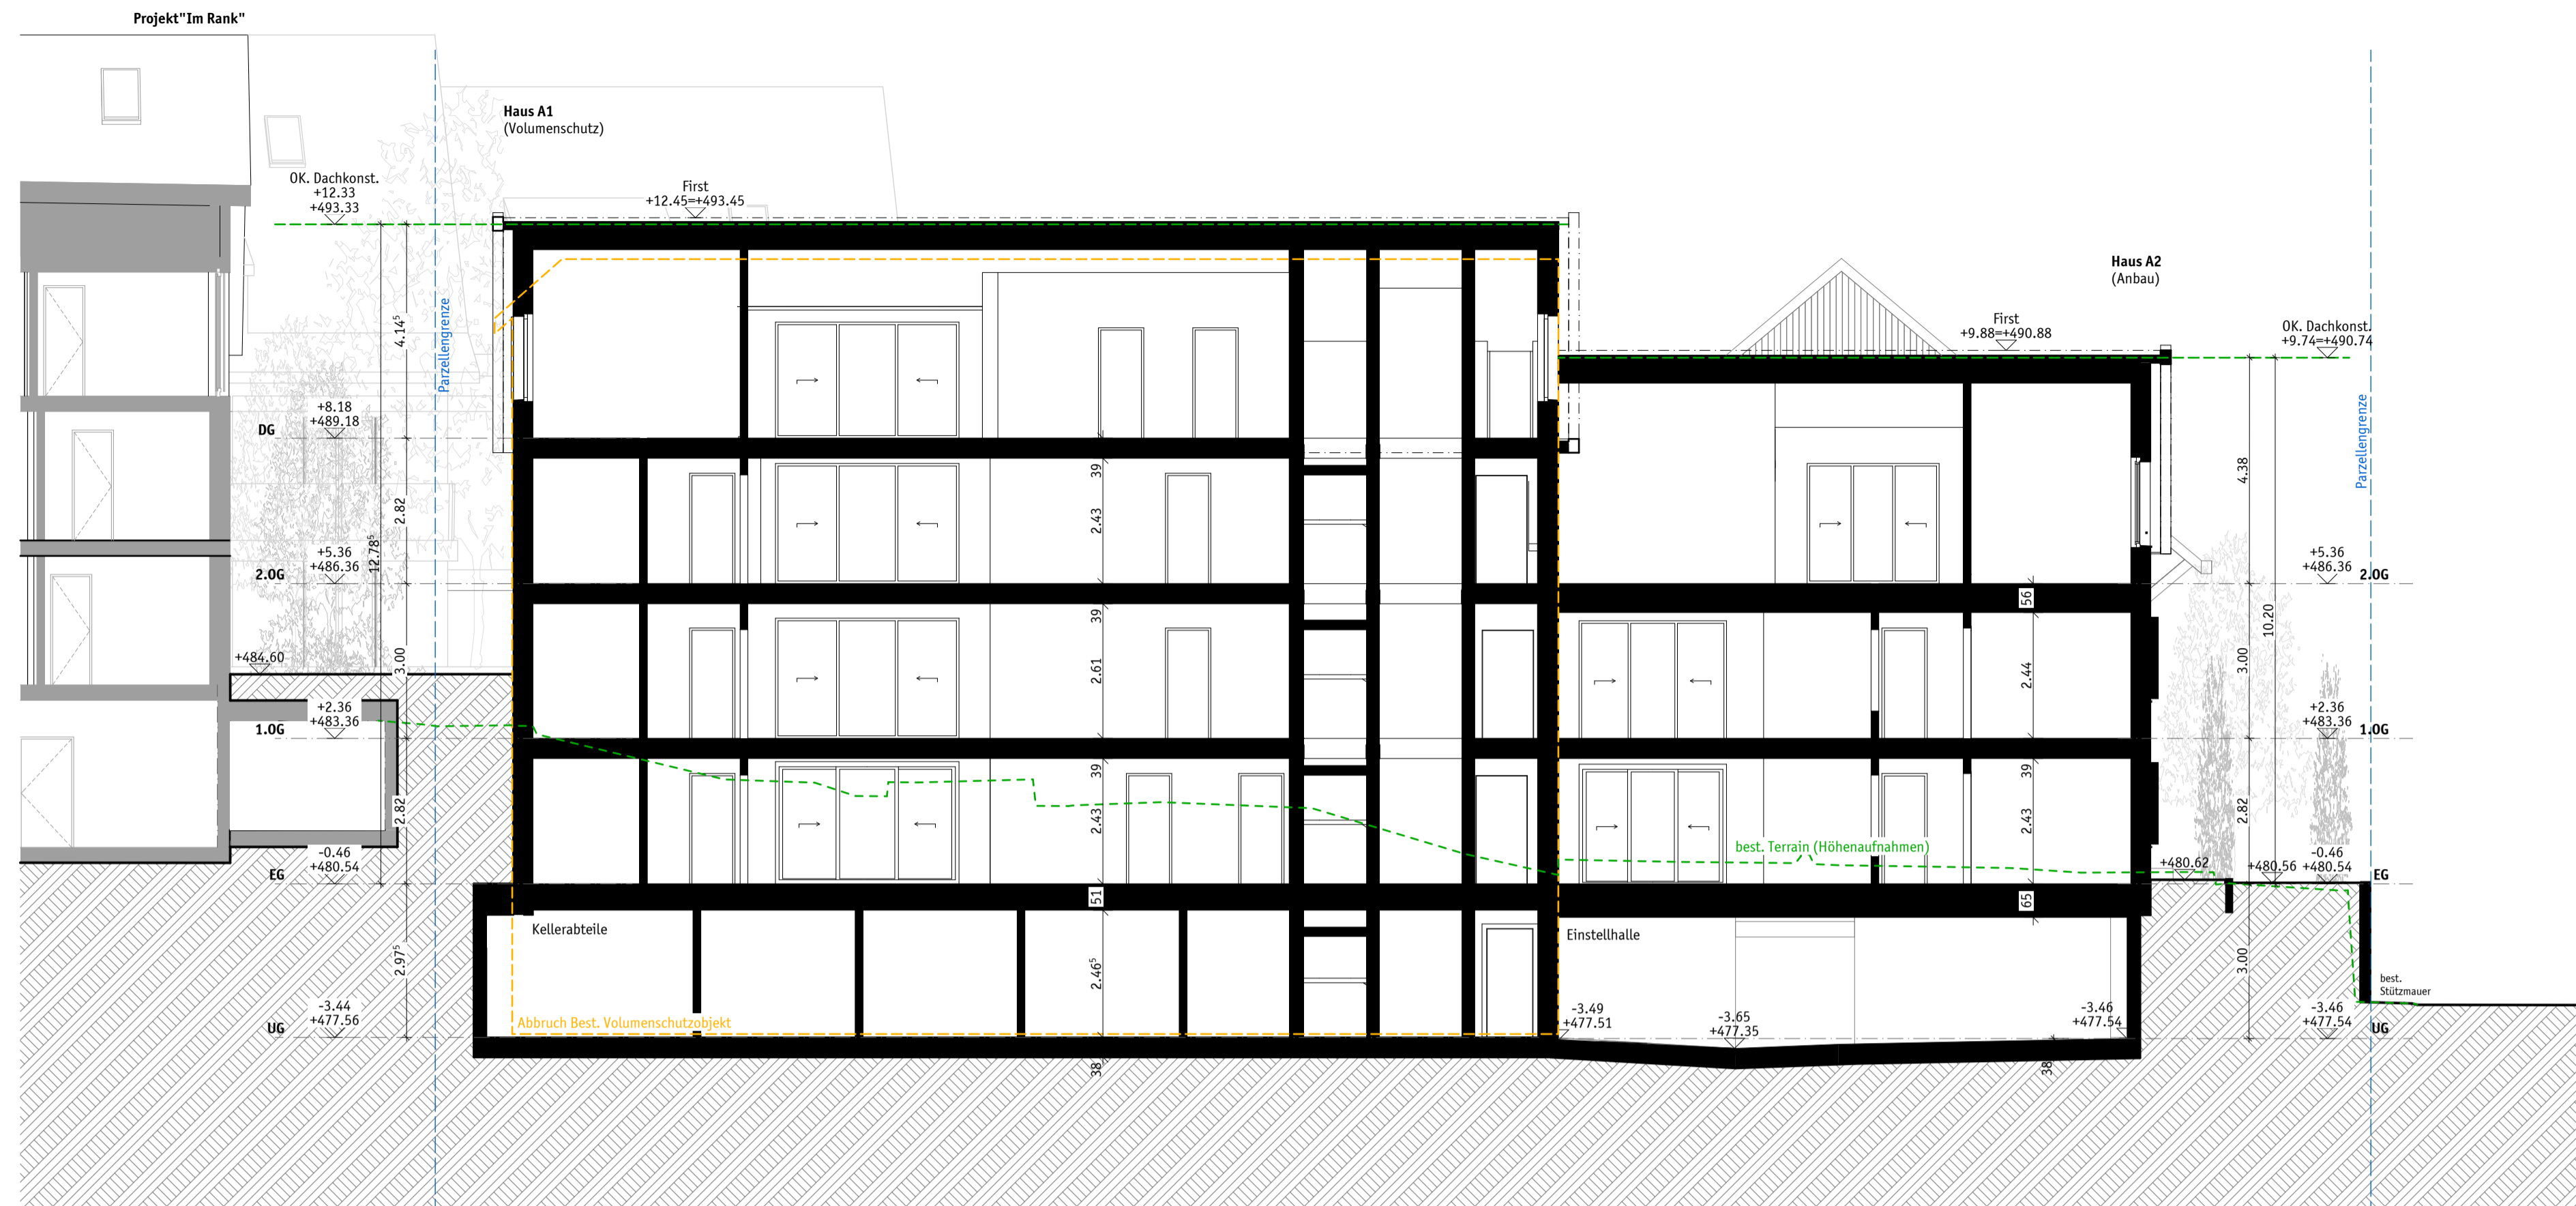 Projekt"Im Rank"
Haus A1
(Volumenschutz)
OK. Dachkonst.
+12.33
+493.33
First
+12.45=+493.45
Haus A2
(Anbau)
First
+9.88=+490.88
OK. Dachkonst.
+9.74=+490.74
Parzellengrenze
Parzellengrenze
4.14⁵
12.78⁵
2.82
3.00
2.82
2.97⁵
DG
+8.18
+489.18
2.OG
+5.36
+486.36
+484.60
1.OG
+2.36
+483.36
EG
-0.46
+480.54
UG
-3.44
+477.56
39
2.43
39
2.61
39
2.43
51
2.46⁵
38
Kellerabteile
Abbruch Best. Volumenschutzobjekt
56
2.44
39
2.43
65
38
best. Terrain (Höhenaufnahmen)
Einstellhalle
-3.49
+477.51
-3.65
+477.35
-3.46
+477.54
4.38
10.20
3.00
2.82
3.00
+5.36
+486.36
2.OG
+2.36
+483.36
1.OG
+480.62
+480.56
-0.46
+480.54
EG
best.
Stützmauer
-3.46
+477.54
UG